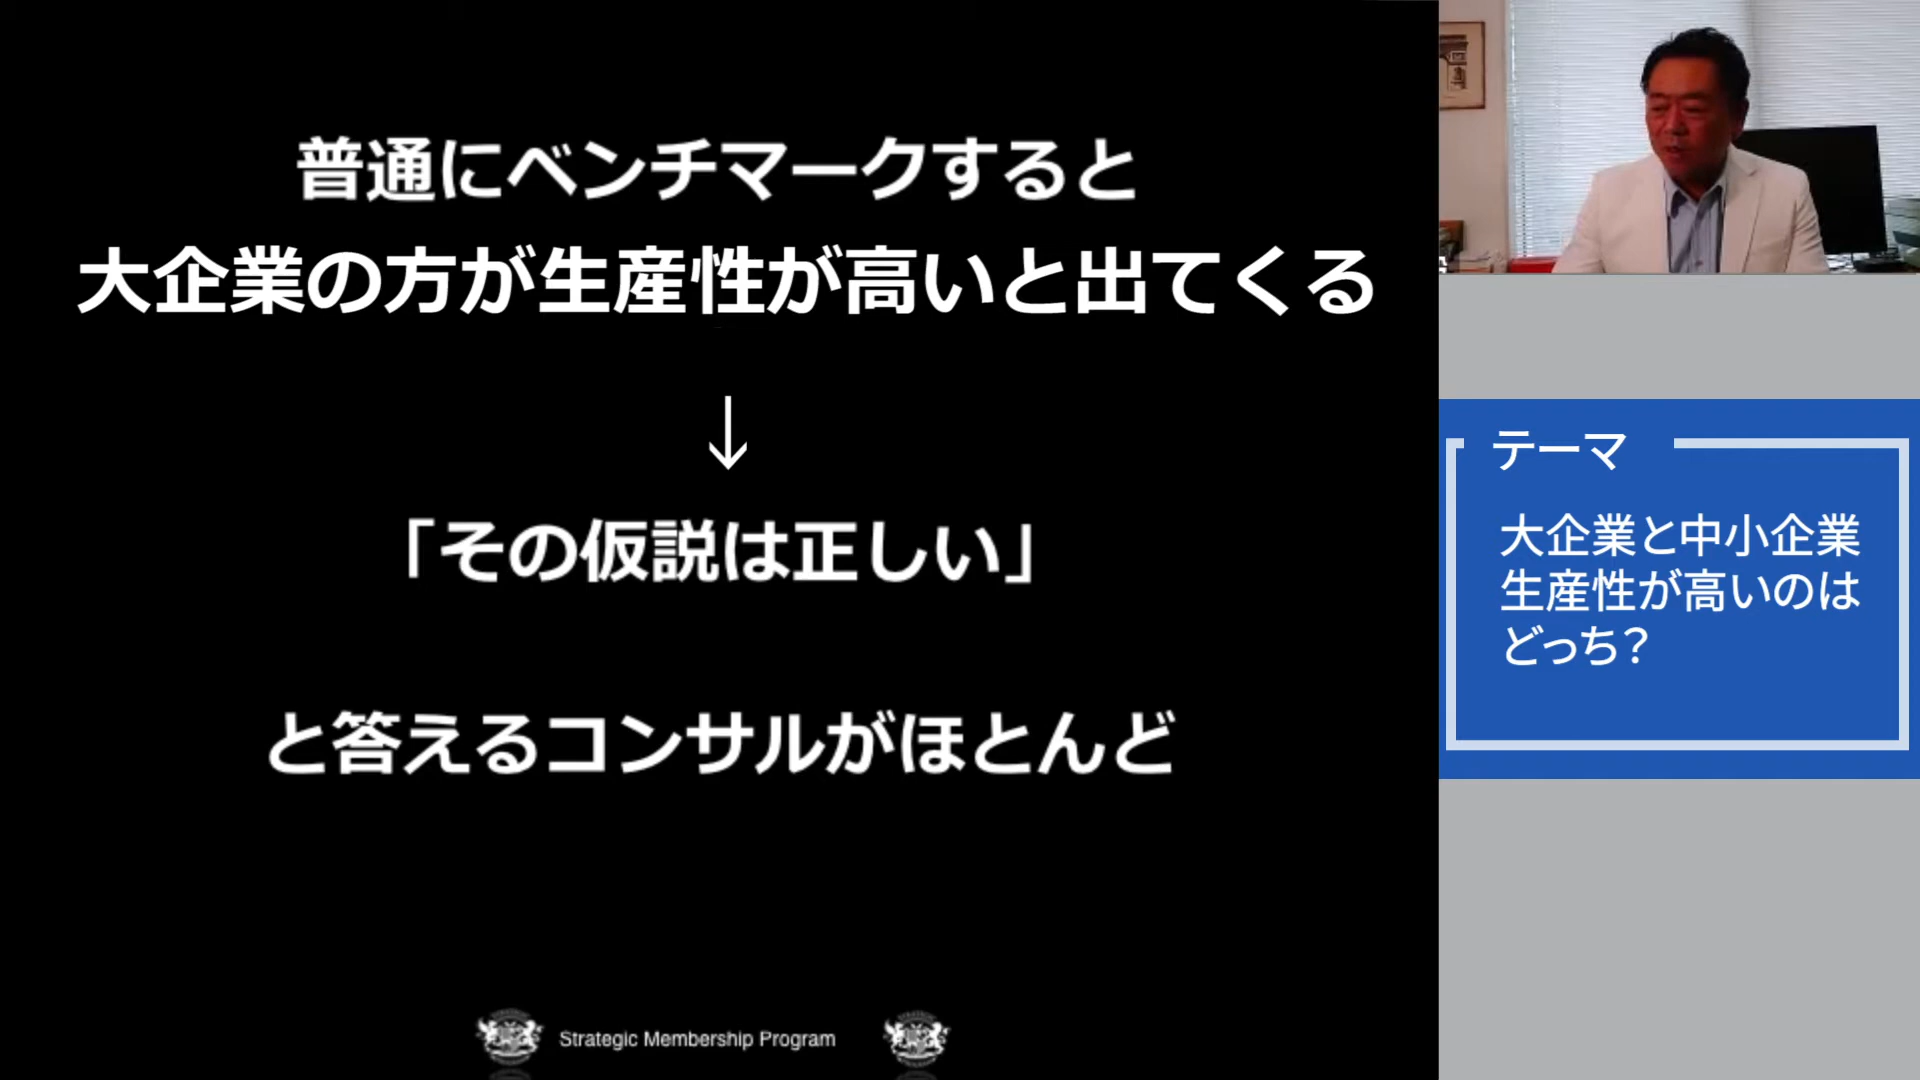 普通にベンチマークすると
大企業の方が生産性が高いと出てくる
↓
「その仮説は正しい」
と答えるコンサルがほとんど
Strategic Membership Program
テーマ
大企業と中小企業
生産性が高いのは
どっち？